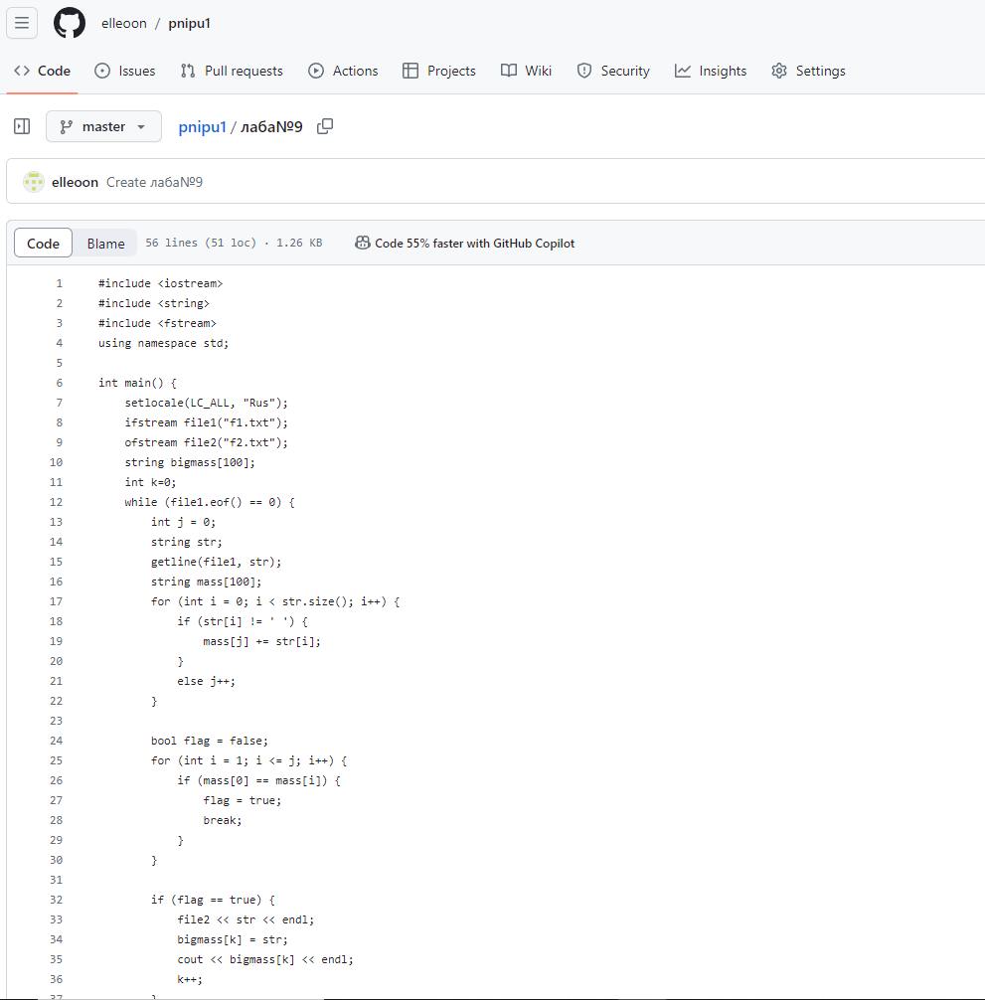 elleoon / pnipu1
Code Issues Pull requests Actions Projects Wiki Security Insights Settings
master pnipu1 / лаба№9
elleoon Create лаба№9
Code Blame 56 lines (51 loc) · 1.26 KB Code 55% faster with GitHub Copilot
1 #include <iostream>
2 #include <string>
3 #include <fstream>
4 using namespace std;
5
6 int main() {
7     setlocale(LC_ALL, "Rus");
8     ifstream file1("f1.txt");
9     ofstream file2("f2.txt");
10     string bigmass[100];
11     int k=0;
12     while (file1.eof() == 0) {
13         int j = 0;
14         string str;
15         getline(file1, str);
16         string mass[100];
17         for (int i = 0; i < str.size(); i++) {
18             if (str[i] != ' ') {
19                 mass[j] += str[i];
20             }
21             else j++;
22         }
23
24         bool flag = false;
25         for (int i = 1; i <= j; i++) {
26             if (mass[0] == mass[i]) {
27                 flag = true;
28                 break;
29             }
30         }
31
32         if (flag == true) {
33             file2 << str << endl;
34             bigmass[k] = str;
35             cout << bigmass[k] << endl;
36             k++;
37         }